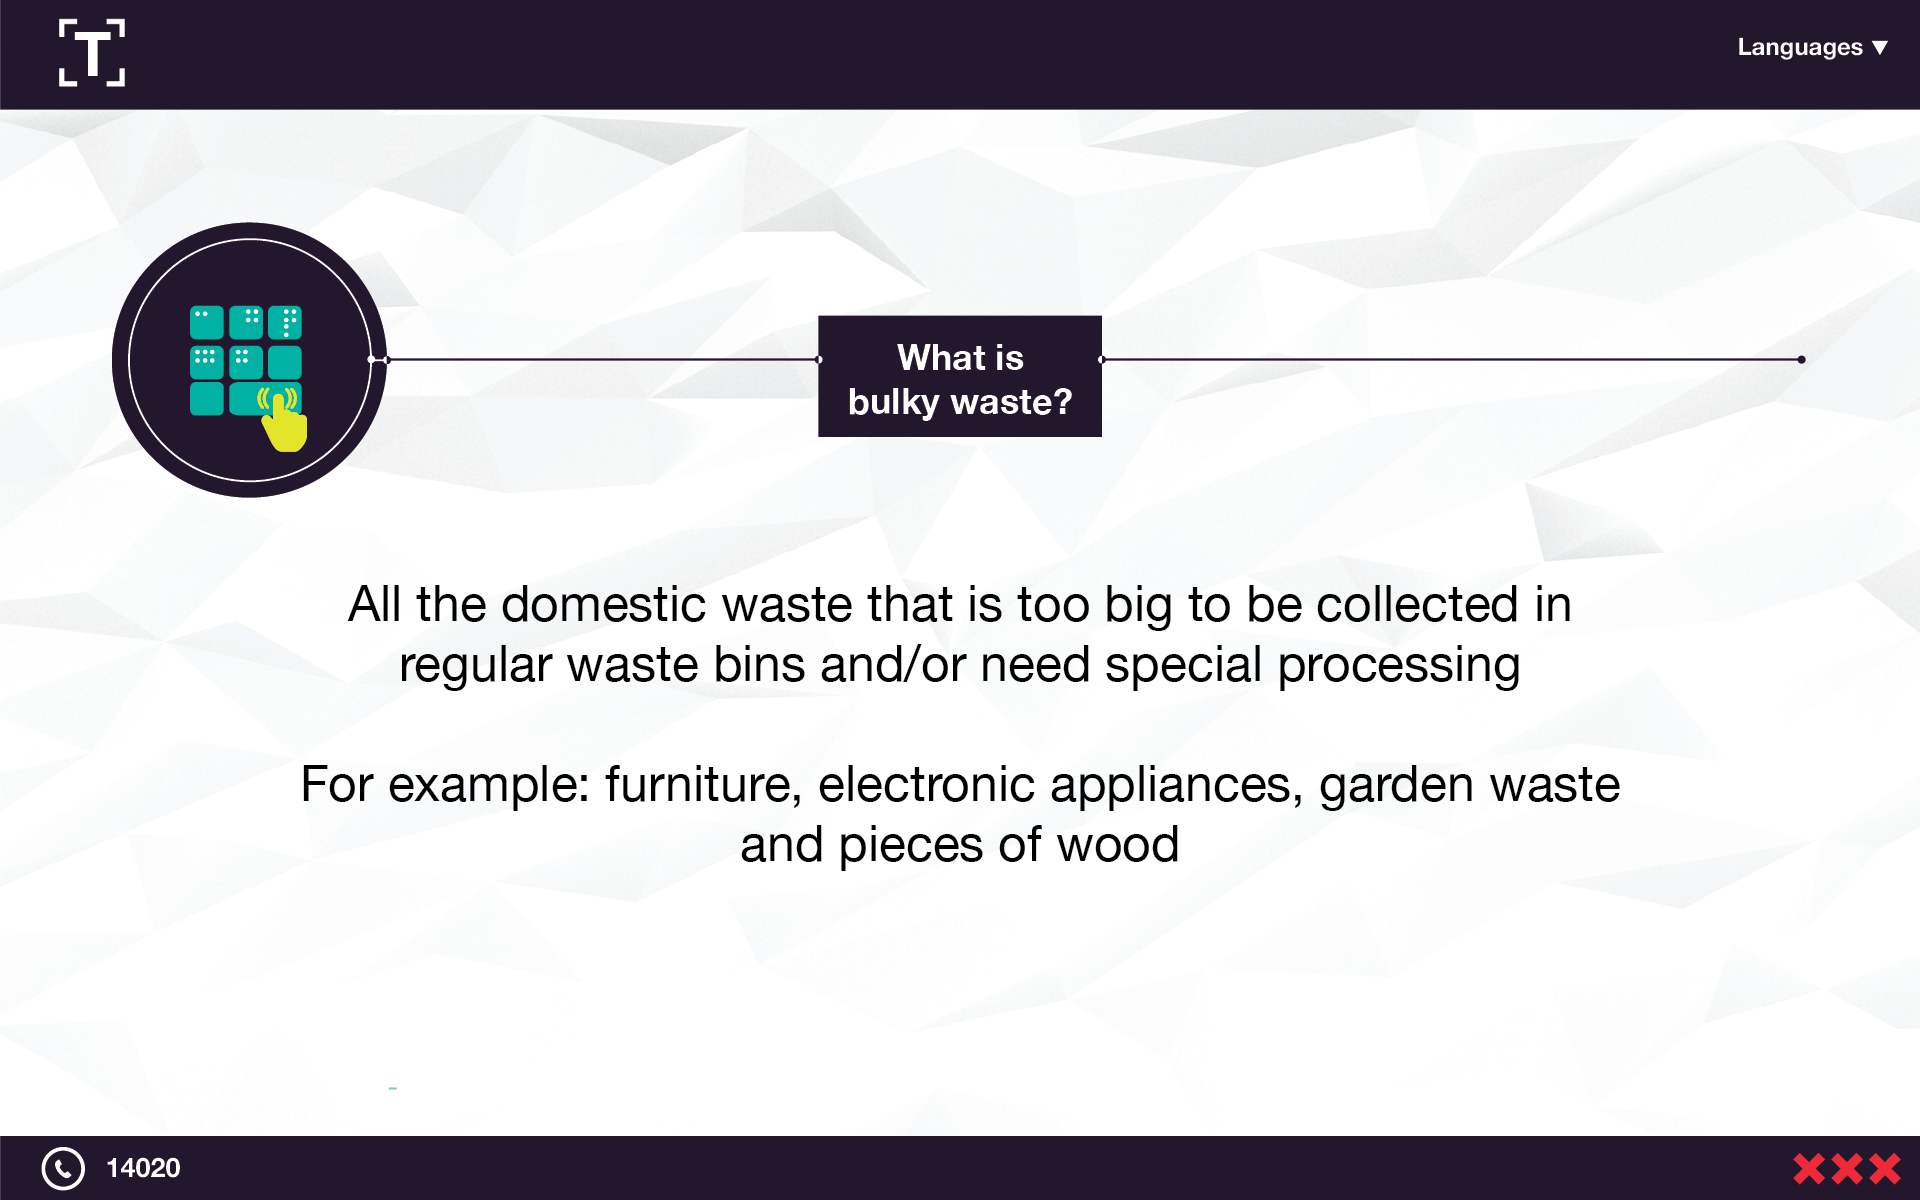 T
Languages ▼
What is
bulky waste?
All the domestic waste that is too big to be collected in
regular waste bins and/or need special processing
For example: furniture, electronic appliances, garden waste
and pieces of wood
14020